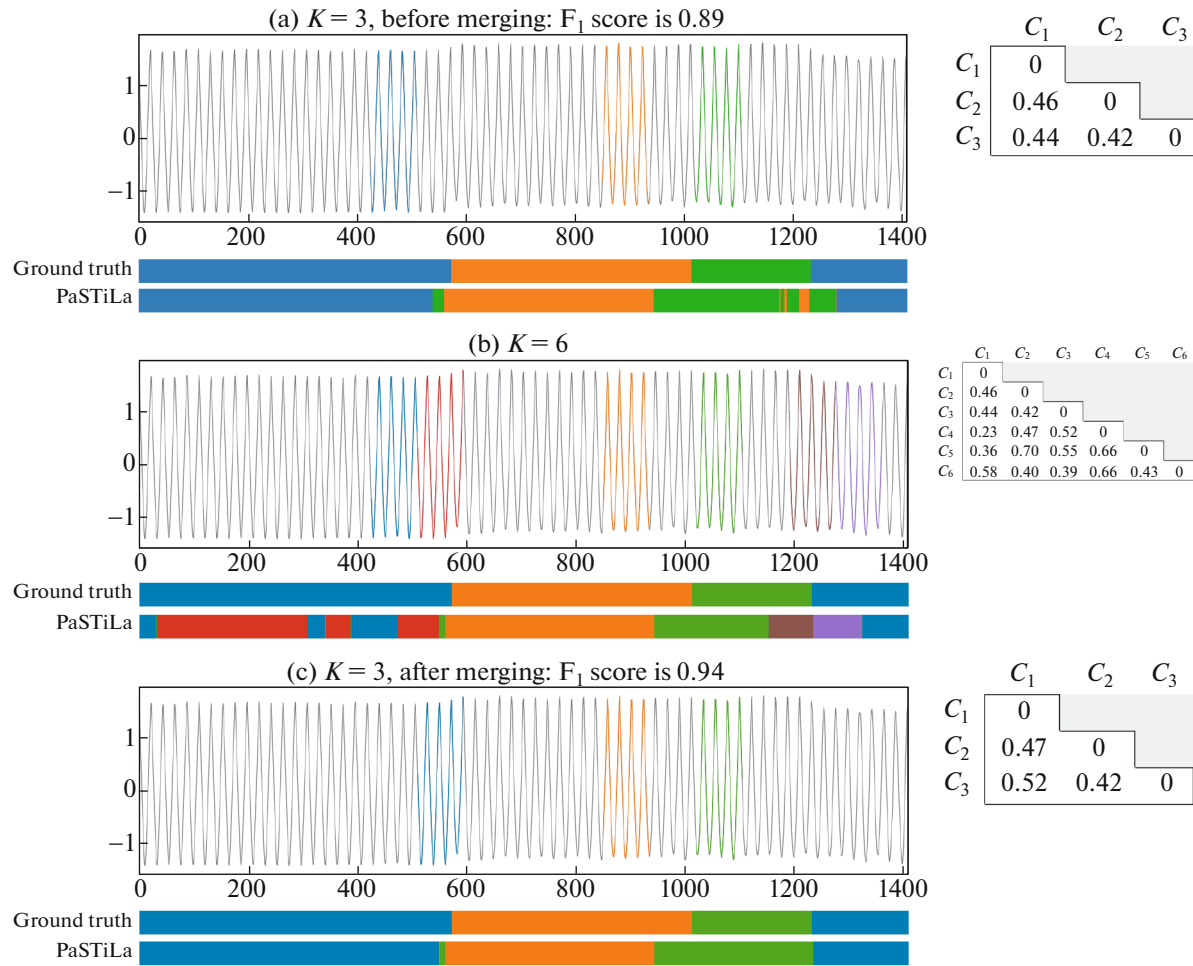 (a) K = 3, before merging: F₁ score is 0.89
1
0
−1
0 200 400 600 800 1000 1200 1400
Ground truth
PaSTiLa
C₁ C₂ C₃
C₁ 0
C₂ 0.46 0
C₃ 0.44 0.42 0
(b) K = 6
1
0
−1
0 200 400 600 800 1000 1200 1400
Ground truth
PaSTiLa
C₁ C₂ C₃ C₄ C₅ C₆
C₁ 0
C₂ 0.46 0
C₃ 0.44 0.42 0
C₄ 0.23 0.47 0.52 0
C₅ 0.36 0.70 0.55 0.66 0
C₆ 0.58 0.40 0.39 0.66 0.43 0
(c) K = 3, after merging: F₁ score is 0.94
1
0
−1
0 200 400 600 800 1000 1200 1400
Ground truth
PaSTiLa
C₁ C₂ C₃
C₁ 0
C₂ 0.47 0
C₃ 0.52 0.42 0